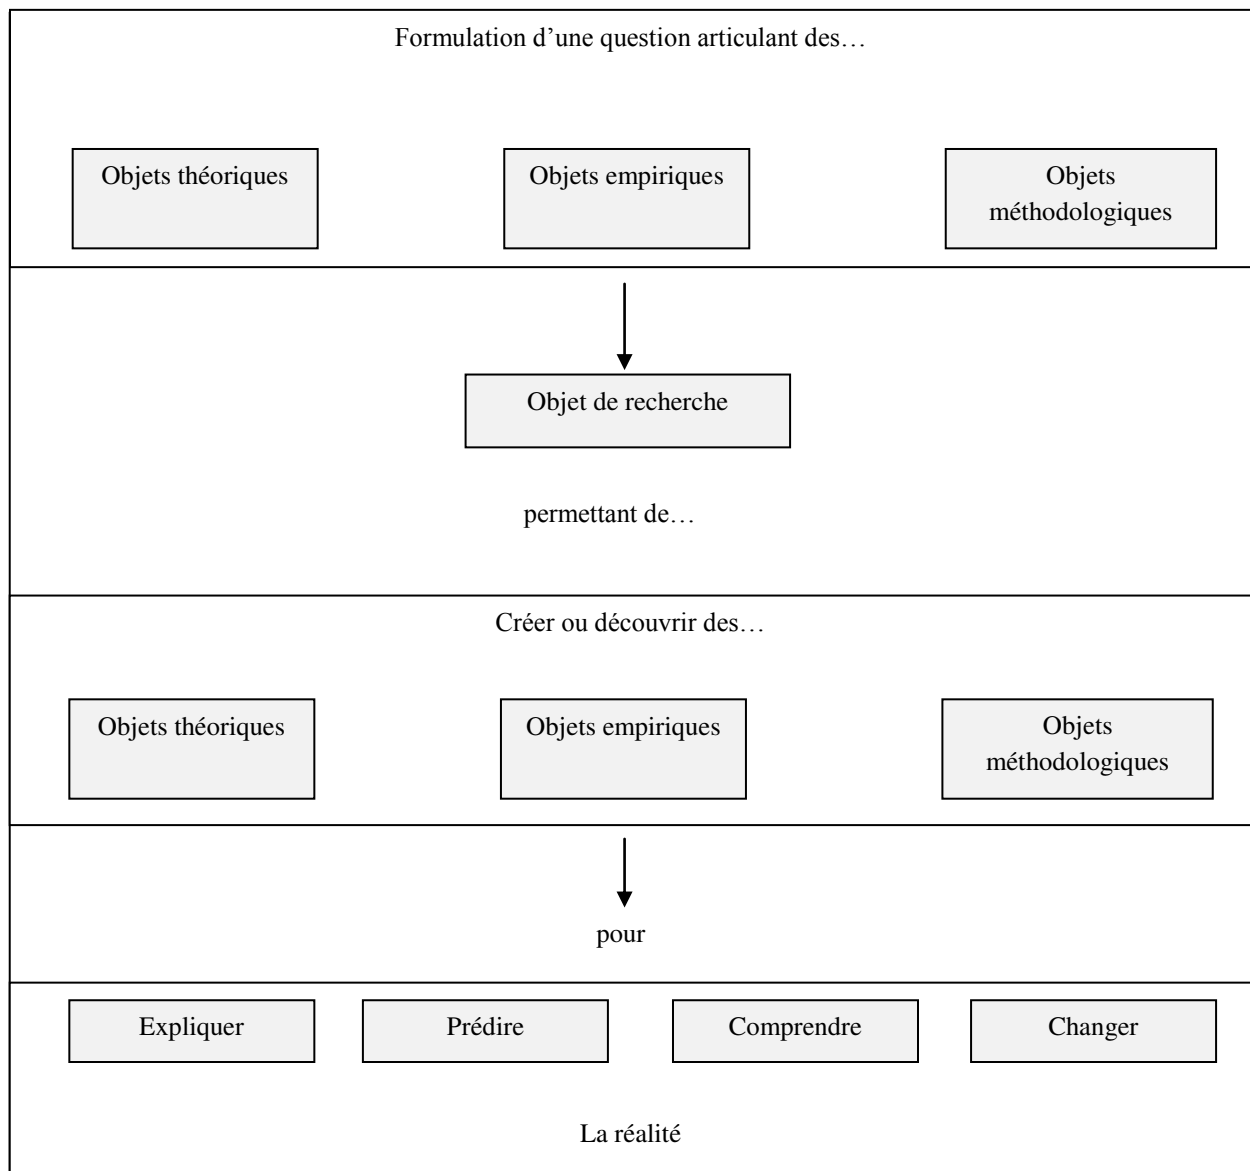 Formulation d’une question articulant des…
Objets théoriques
Objets empiriques
Objets
méthodologiques
Objet de recherche
permettant de…
Créer ou découvrir des…
Objets théoriques
Objets empiriques
Objets
méthodologiques
pour
Expliquer
Prédire
Comprendre
Changer
La réalité